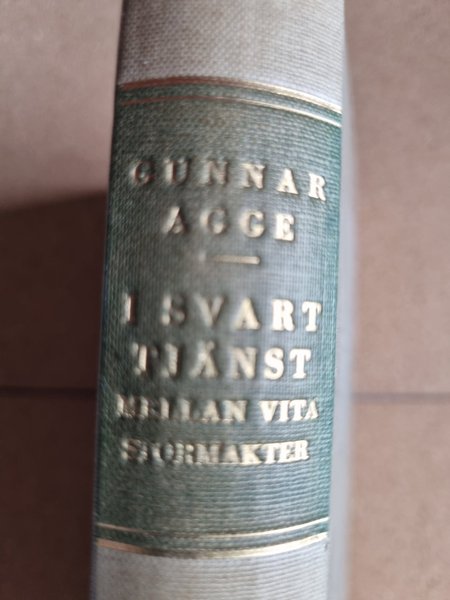 GUNNAR
AGGE
I SVART
TJÄNST
MELLAN VITA
STORMAKTER